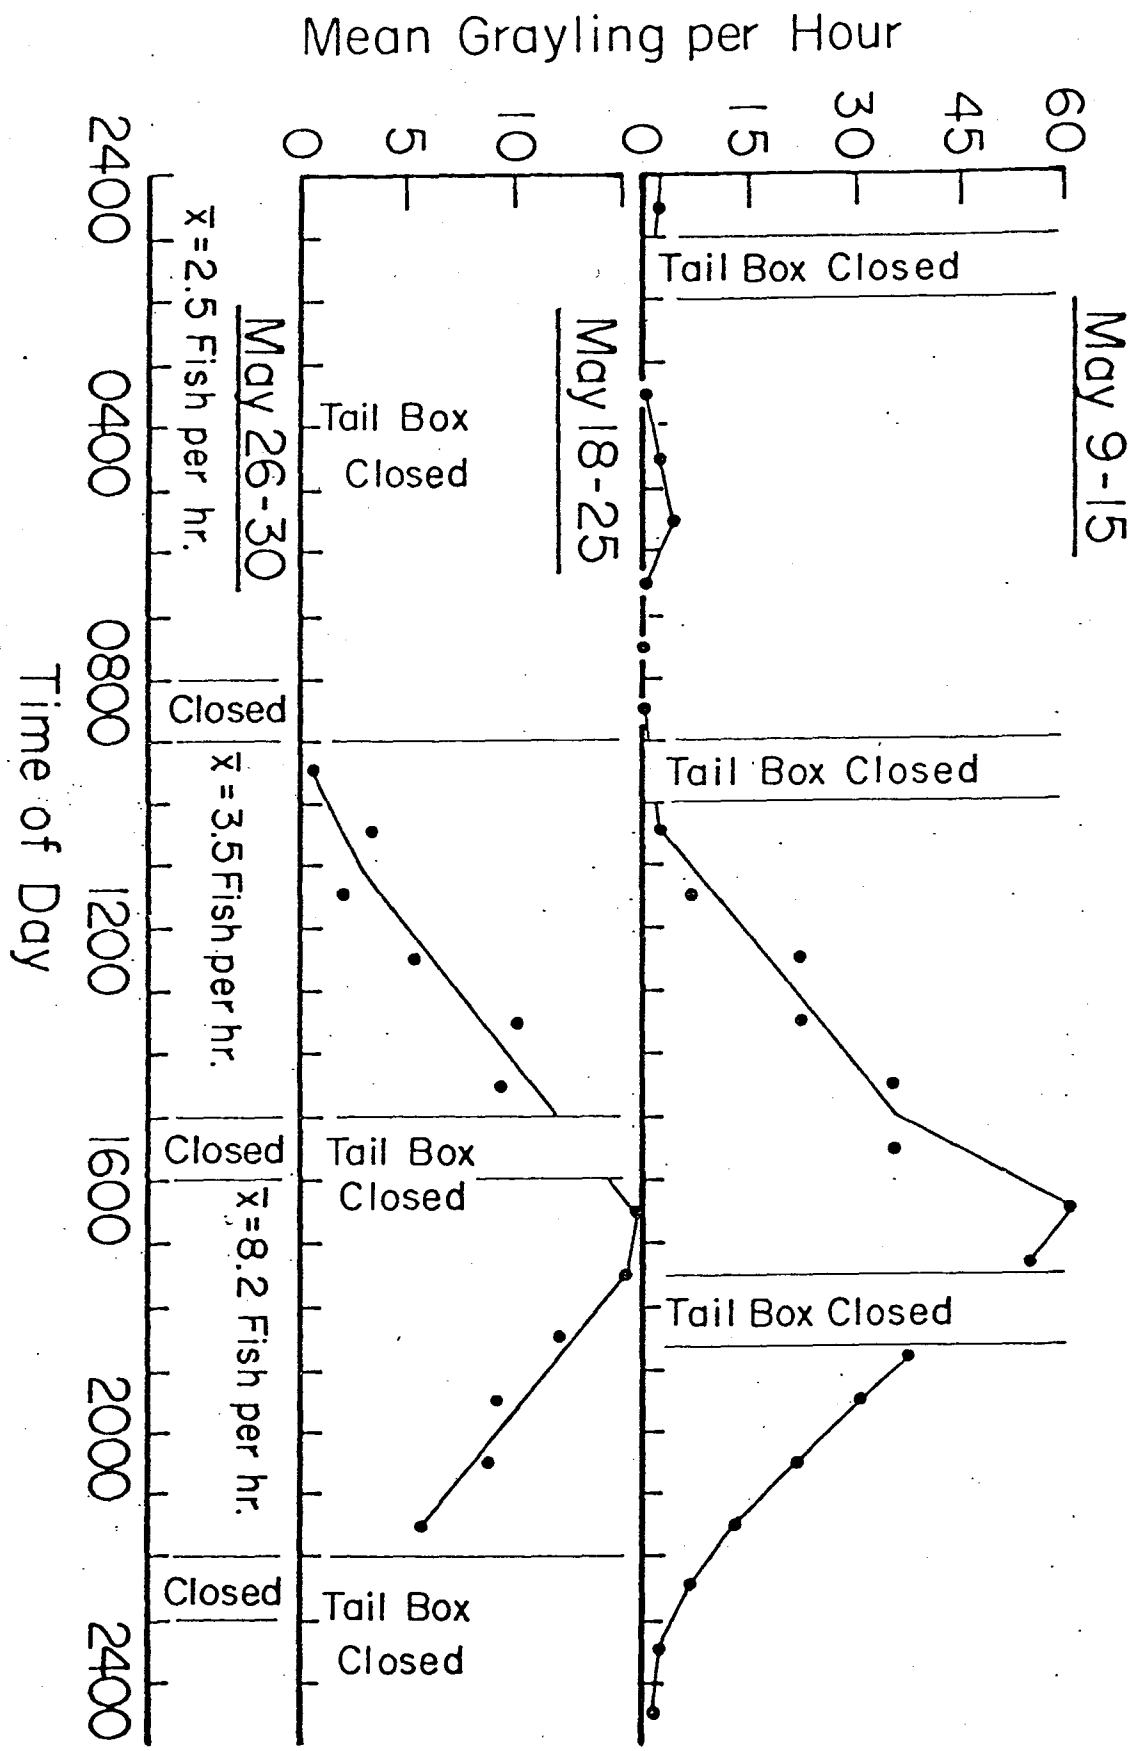 Mean Grayling per Hour
60
45
30
15
0
May 9-15
Tail Box Closed
Tail Box Closed
Tail Box Closed
10
5
0
May 18-25
Tail Box
Closed
Tail Box
Closed
Tail Box
Closed
May 26-30
x̄ = 2.5 Fish per hr.
Closed
x̄ = 3.5 Fish per hr.
Closed
x̄ = 8.2 Fish per hr.
Closed
2400
0400
0800
1200
1600
2000
2400
Time of Day